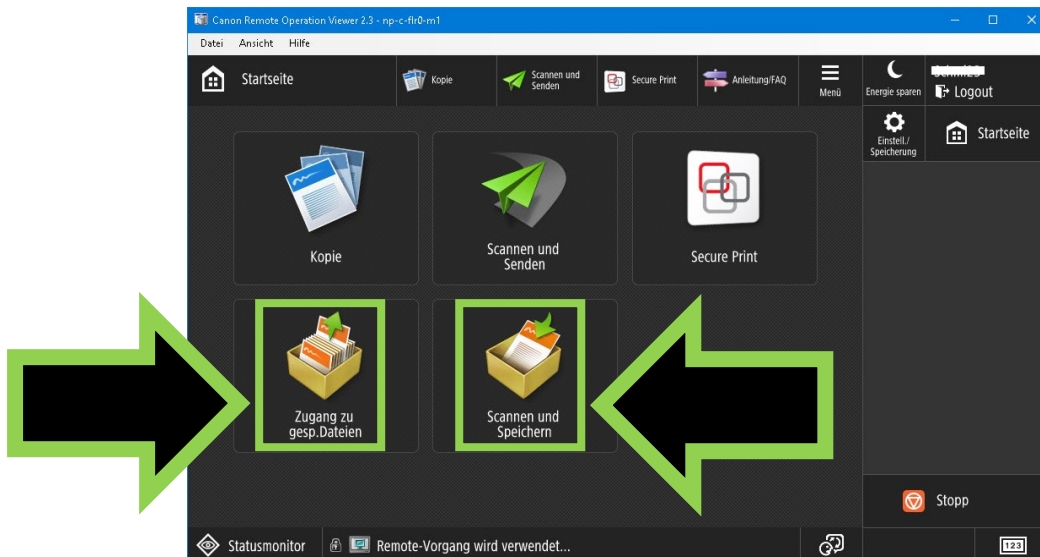 Canon Remote Operation Viewer 2.3 - np-c-flr0-m1
Datei Ansicht Hilfe
Startseite
Kopie
Scannen und
Senden
Secure Print
Anleitung/FAQ
Menü
Energie sparen
Logout
Einstell./
Speicherung
Startseite
Kopie
Scannen und
Senden
Secure Print
Zugang zu
gesp.Dateien
Scannen und
Speichern
Stopp
Statusmonitor
Remote-Vorgang wird verwendet...
123